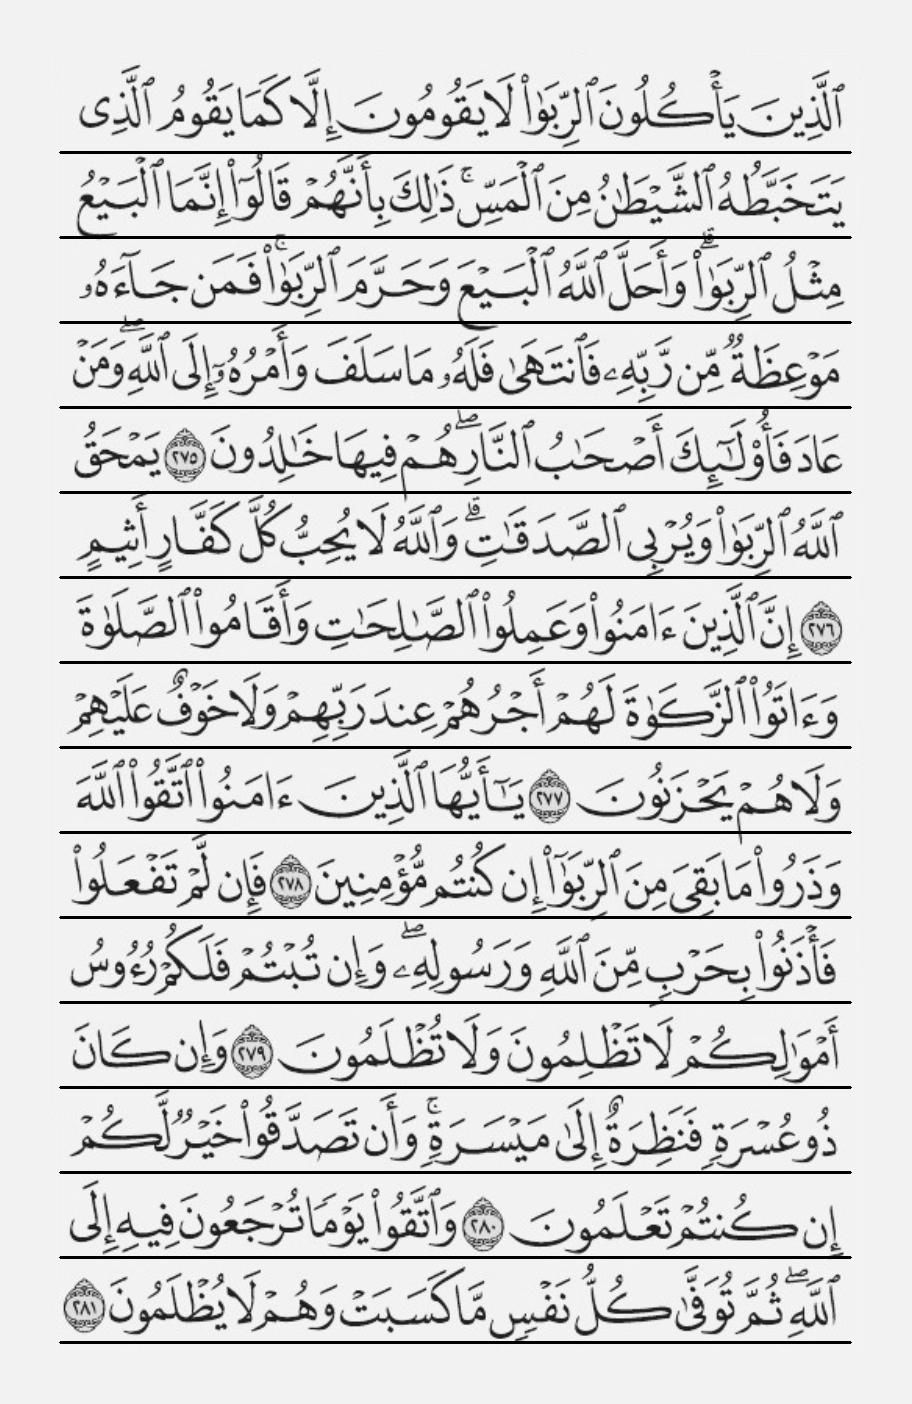 ٱلَّذِينَ يَأْكُلُونَ ٱلرِّبَوٰا۟ لَا يَقُومُونَ إِلَّا كَمَا يَقُومُ ٱلَّذِى
يَتَخَبَّطُهُ ٱلشَّيْطَٰنُ مِنَ ٱلْمَسِّ ۚ ذَٰلِكَ بِأَنَّهُمْ قَالُوٓا۟ إِنَّمَا ٱلْبَيْعُ
مِثْلُ ٱلرِّبَوٰا۟ ۗ وَأَحَلَّ ٱللَّهُ ٱلْبَيْعَ وَحَرَّمَ ٱلرِّبَوٰا۟ ۚ فَمَن جَآءَهُۥ
مَوْعِظَةٌ مِّن رَّبِّهِۦ فَٱنتَهَىٰ فَلَهُۥ مَا سَلَفَ وَأَمْرُهُۥٓ إِلَى ٱللَّهِ ۖ وَمَنْ
عَادَ فَأُو۟لَٰٓئِكَ أَصْحَٰبُ ٱلنَّارِ ۖ هُمْ فِيهَا خَٰلِدُونَ ٢٧٥ يَمْحَقُ
ٱللَّهُ ٱلرِّبَوٰا۟ وَيُرْبِى ٱلصَّدَقَٰتِ ۗ وَٱللَّهُ لَا يُحِبُّ كُلَّ كَفَّارٍ أَثِيمٍ
٢٧٦ إِنَّ ٱلَّذِينَ ءَامَنُوا۟ وَعَمِلُوا۟ ٱلصَّٰلِحَٰتِ وَأَقَامُوا۟ ٱلصَّلَوٰةَ
وَءَاتَوُا۟ ٱلزَّكَوٰةَ لَهُمْ أَجْرُهُمْ عِندَ رَبِّهِمْ وَلَا خَوْفٌ عَلَيْهِمْ
وَلَا هُمْ يَحْزَنُونَ ٢٧٧ يَٰٓأَيُّهَا ٱلَّذِينَ ءَامَنُوا۟ ٱتَّقُوا۟ ٱللَّهَ
وَذَرُوا۟ مَا بَقِىَ مِنَ ٱلرِّبَوٰٓا۟ إِن كُنتُم مُّؤْمِنِينَ ٢٧٨ فَإِن لَّمْ تَفْعَلُوا۟
فَأْذَنُوا۟ بِحَرْبٍ مِّنَ ٱللَّهِ وَرَسُولِهِۦ ۖ وَإِن تُبْتُمْ فَلَكُمْ رُءُوسُ
أَمْوَٰلِكُمْ لَا تَظْلِمُونَ وَلَا تُظْلَمُونَ ٢٧٩ وَإِن كَانَ
ذُو عُسْرَةٍ فَنَظِرَةٌ إِلَىٰ مَيْسَرَةٍ ۚ وَأَن تَصَدَّقُوا۟ خَيْرٌ لَّكُمْ
إِن كُنتُمْ تَعْلَمُونَ ٢٨٠ وَٱتَّقُوا۟ يَوْمًا تُرْجَعُونَ فِيهِ إِلَى
ٱللَّهِ ۖ ثُمَّ تُوَفَّىٰ كُلُّ نَفْسٍ مَّا كَسَبَتْ وَهُمْ لَا يُظْلَمُونَ ٢٨١